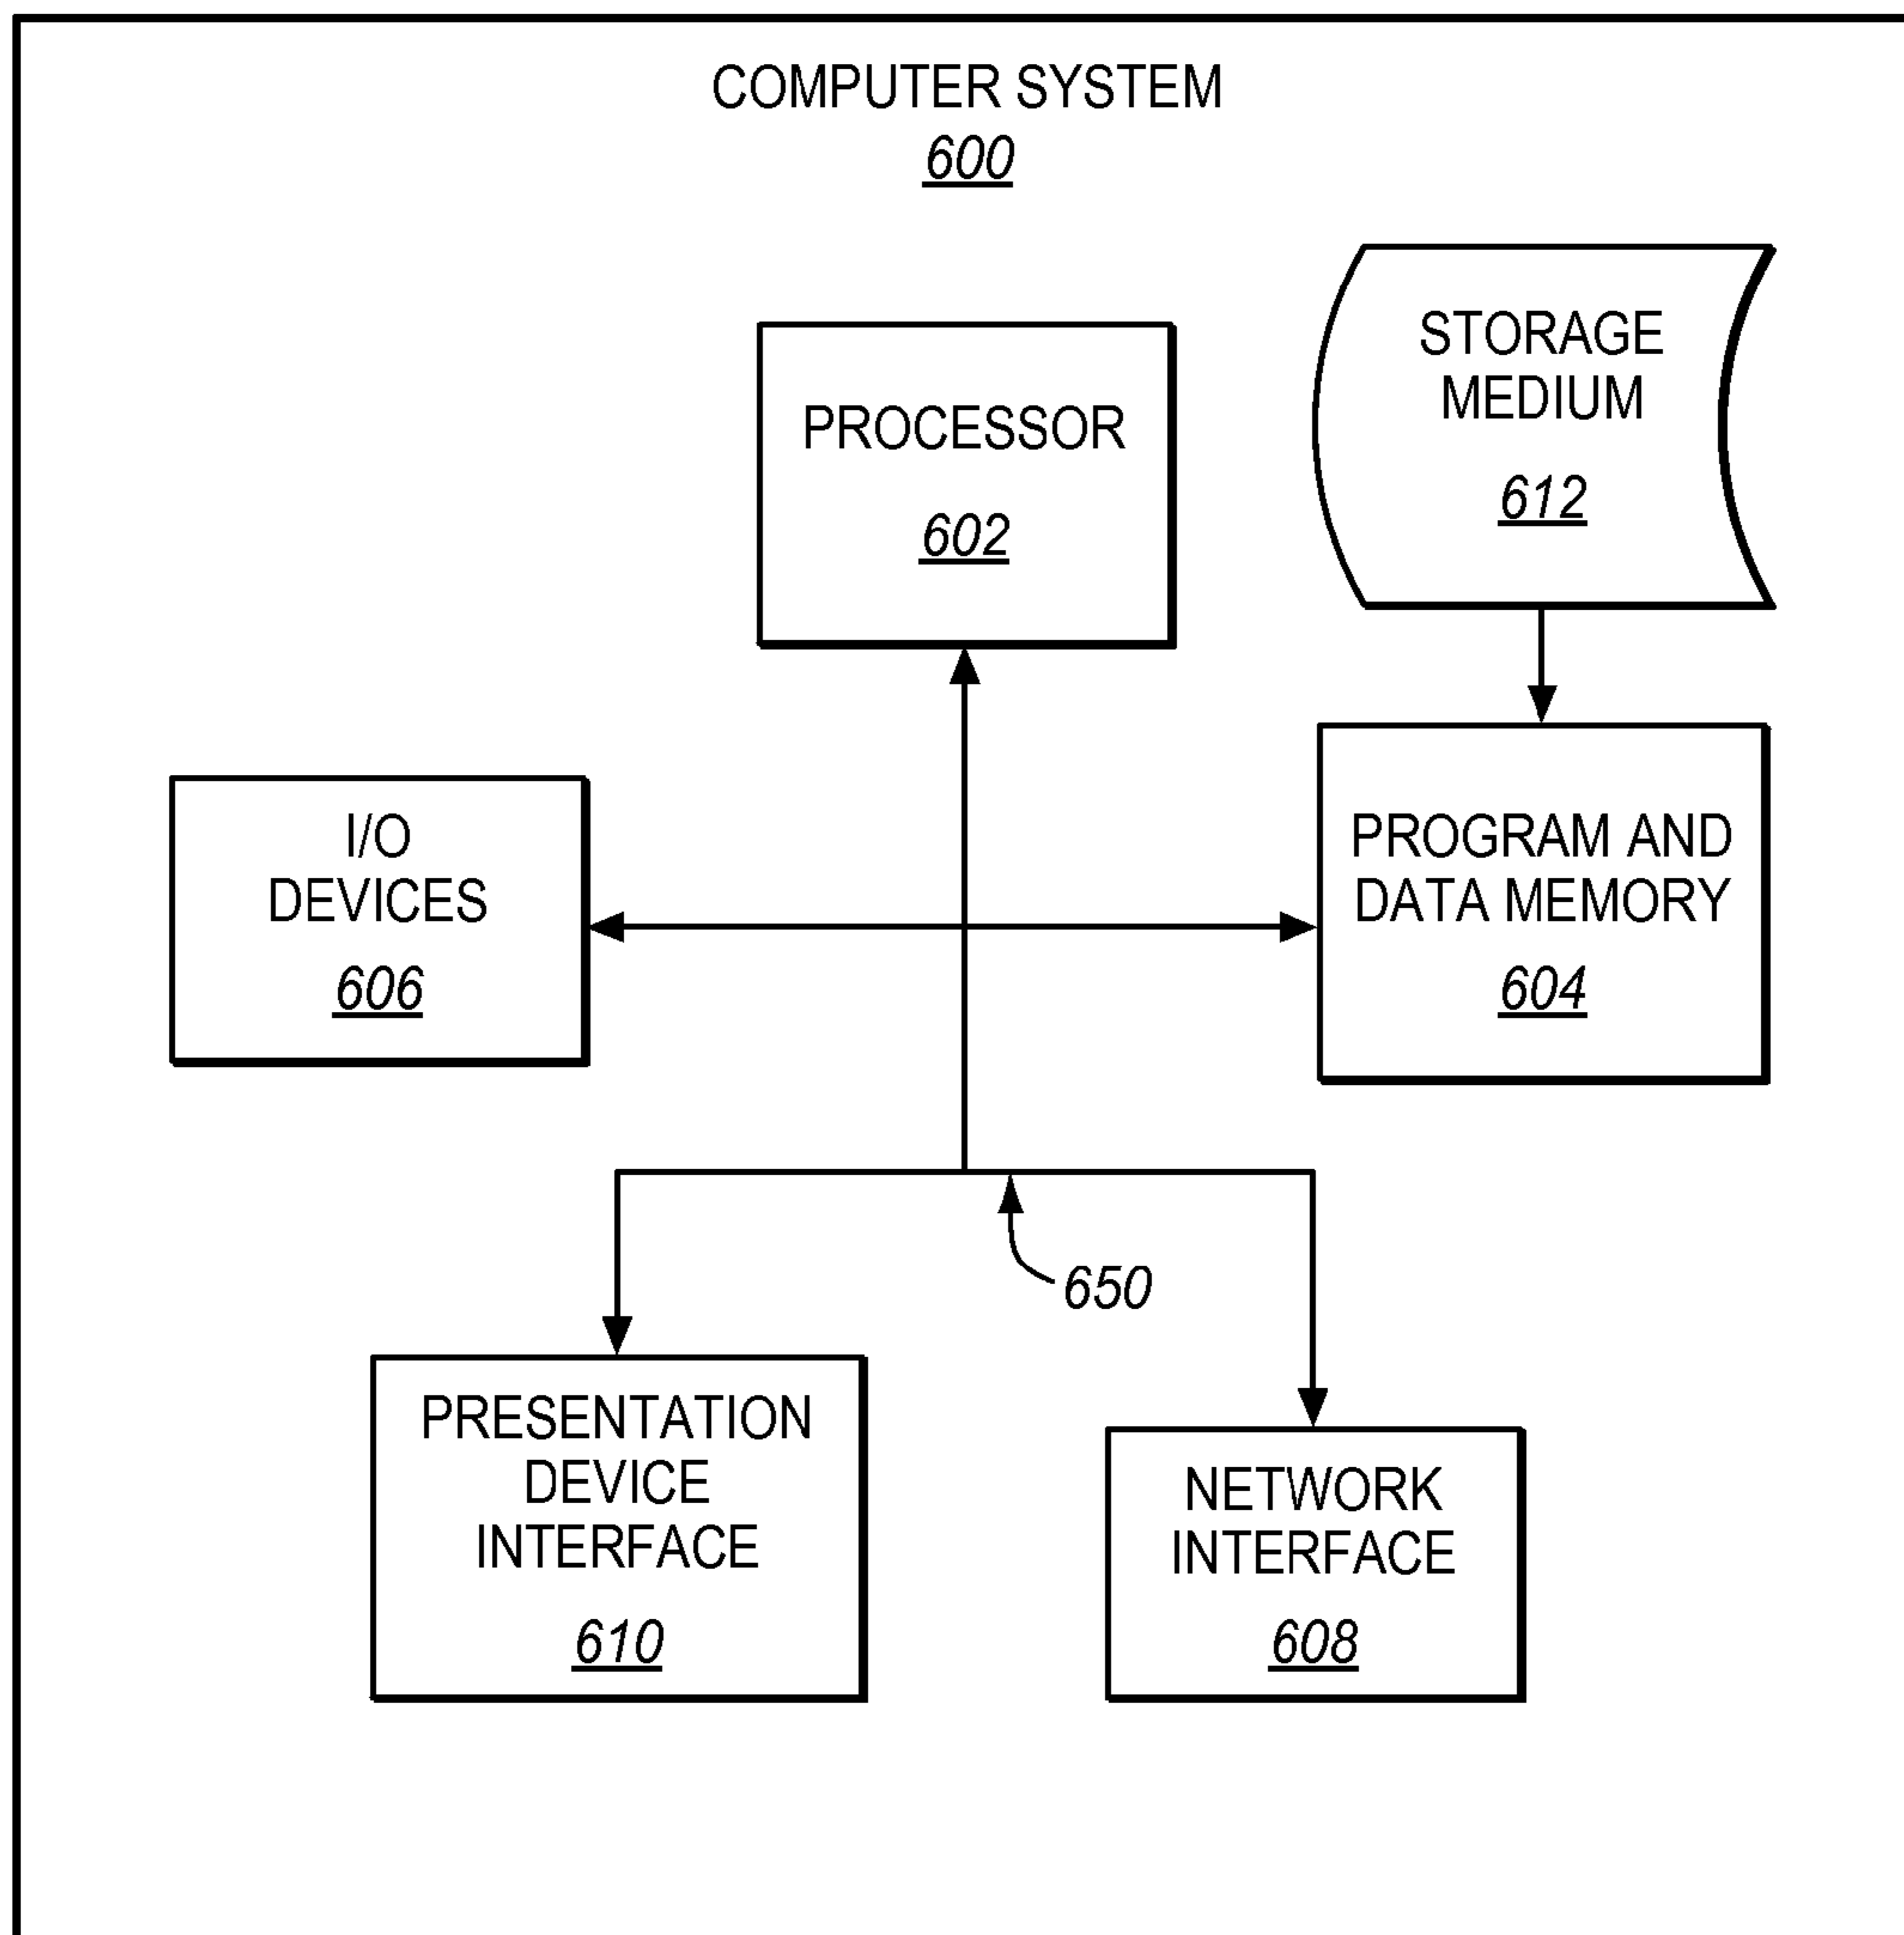 COMPUTER SYSTEM
600
PROCESSOR
602
STORAGE
MEDIUM
612
I/O
DEVICES
606
PROGRAM AND
DATA MEMORY
604
650
PRESENTATION
DEVICE
INTERFACE
610
NETWORK
INTERFACE
608